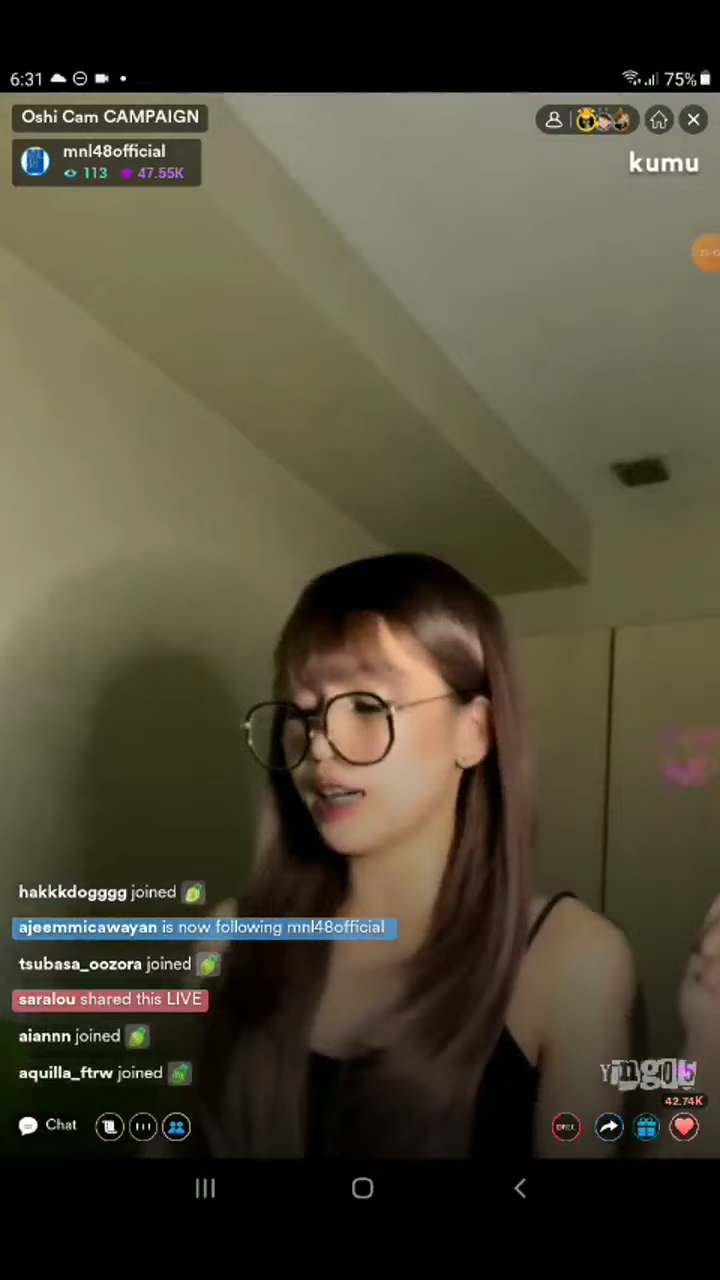 6:31
75%
Oshi Cam CAMPAIGN
mnl48official
113 47.55K
kumu
hakkkdogggg joined
ajeemmicawayan is now following mnl48official
tsubasa_oozora joined
saralou shared this LIVE
aiannn joined
aquilla_ftrw joined
42.74K
Chat